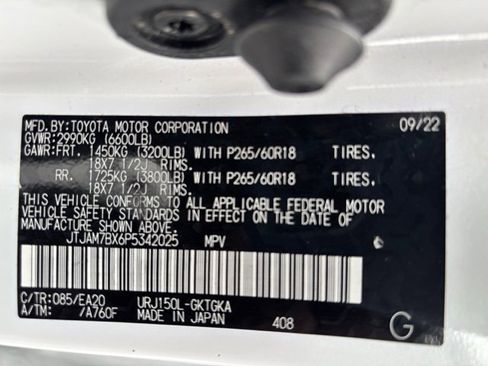 MFD. BY: TOYOTA MOTOR CORPORATION 09/22
GVWR: 2990KG (6600LB)
GAWR: FRT. 1450KG (3200LB) WITH P265/60R18 TIRES.
18X7 1/2J RIMS.
RR. 1725KG (3800LB) WITH P265/60R18 TIRES.
18X7 1/2J RIMS.
THIS VEHICLE CONFORMS TO ALL APPLICABLE FEDERAL MOTOR
VEHICLE SAFETY STANDARDS IN EFFECT ON THE DATE OF
MANUFACTURE SHOWN ABOVE.
JTJAM7BX6P5342025 MPV
C/TR: 085/EA20 URJ150L-GKTGKA
A/TM: /A760F MADE IN JAPAN 408 G